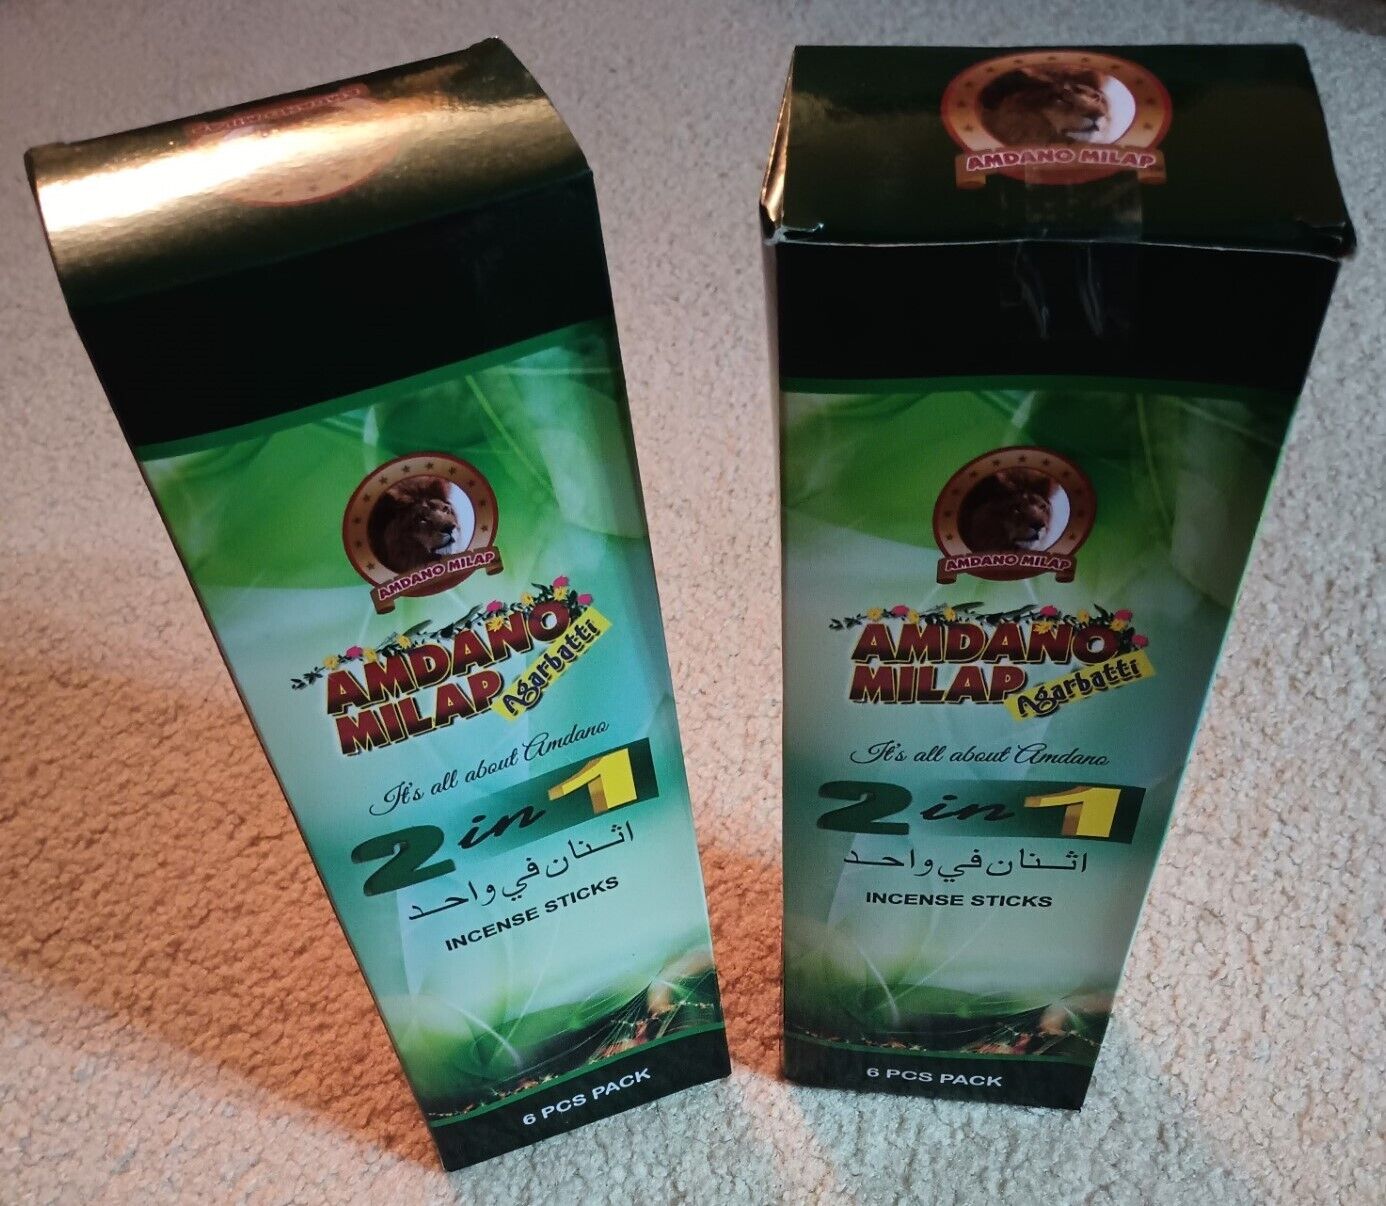 AMDANO MILAP
AMDANO
MILAP Agarbatti
It's all about Amdano
2 in 1
اثنان في واحد
INCENSE STICKS
6 PCS PACK
AMDANO MILAP
AMDANO MILAP
AMDANO
MILAP Agarbatti
It's all about Amdano
2 in 1
اثنان في واحد
INCENSE STICKS
6 PCS PACK